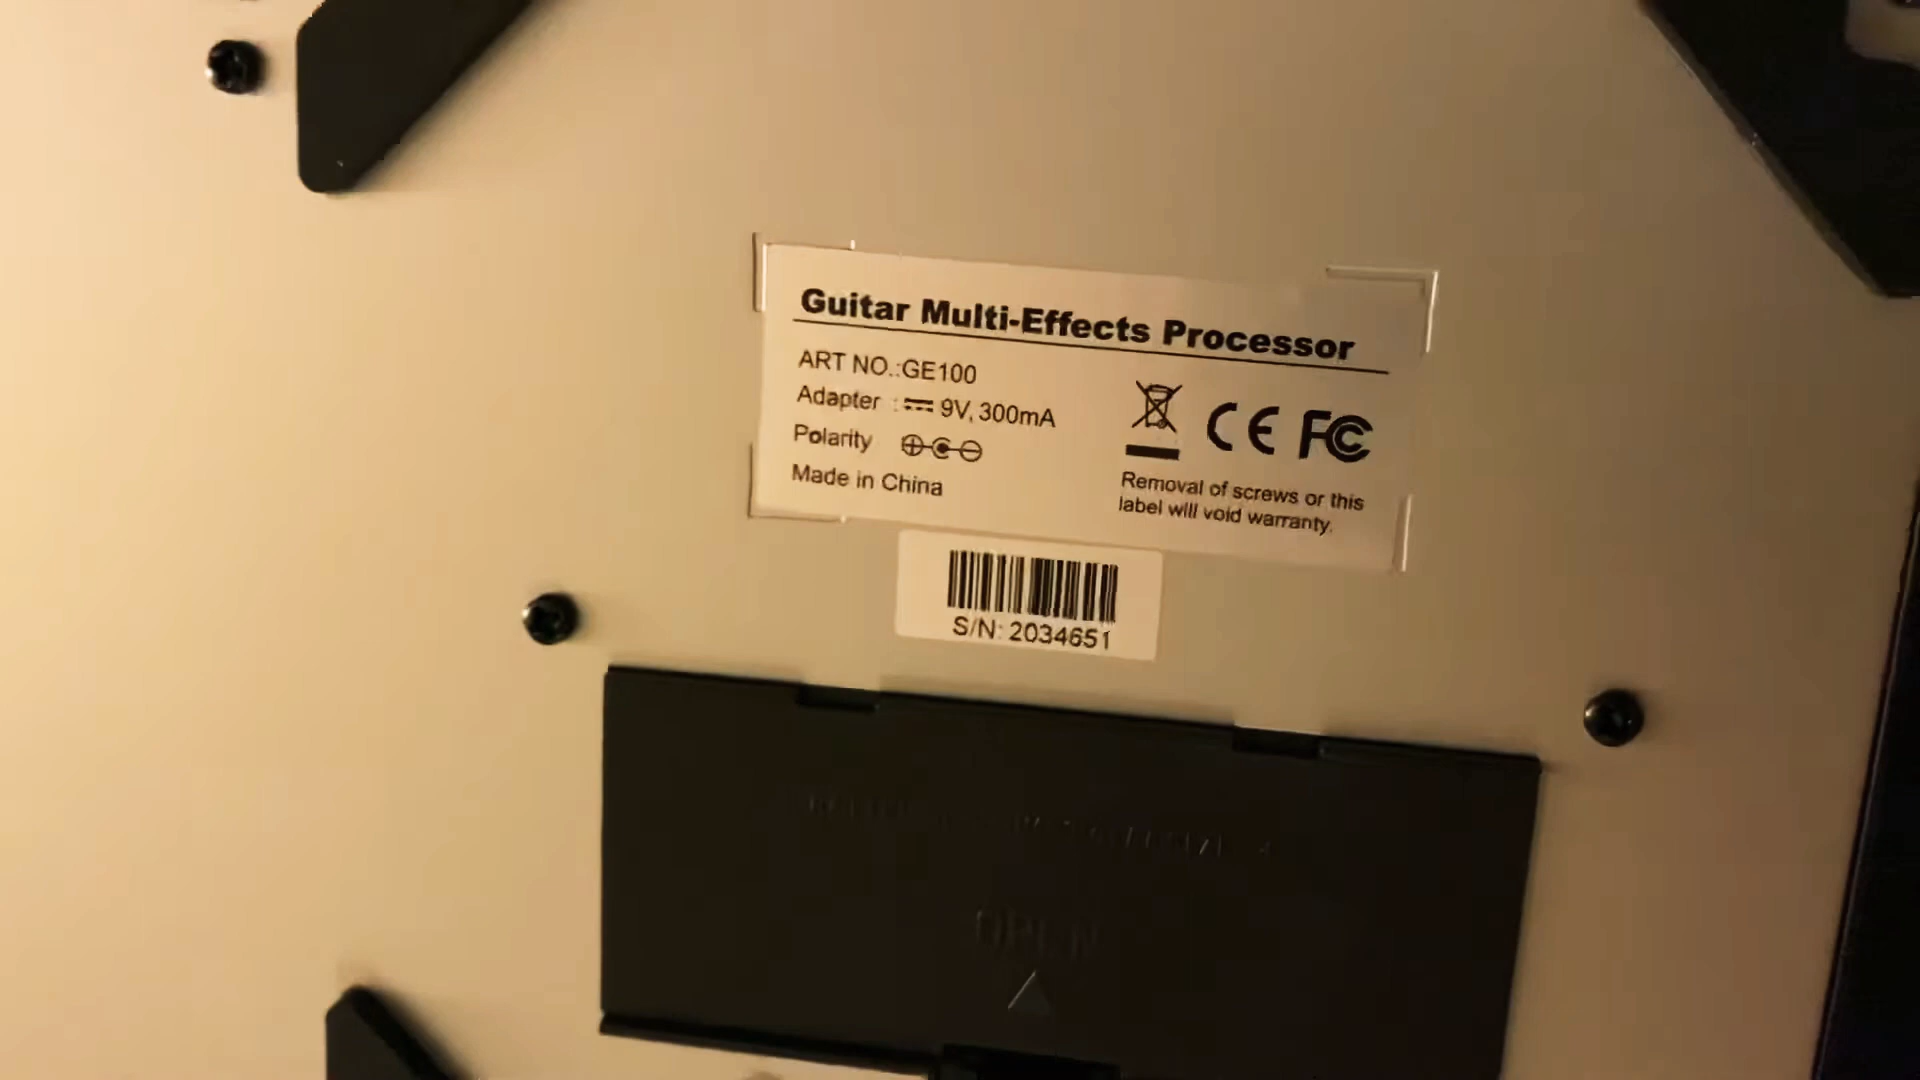 Guitar Multi-Effects Processor
ART NO.:GE100
Adapter : 9V, 300mA
Polarity
Made in China
CE FC
Removal of screws or this
label will void warranty.
S/N: 2034651
OPEN